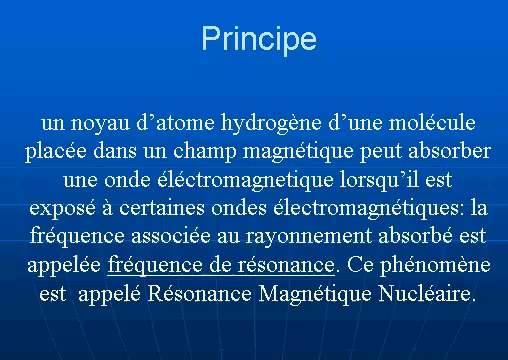 Principe
un noyau d’atome hydrogène d’une molécule
placée dans un champ magnétique peut absorber
une onde éléctromagnetique lorsqu’il est
exposé à certaines ondes électromagnétiques: la
fréquence associée au rayonnement absorbé est
appelée fréquence de résonance. Ce phénomène
est appelé Résonance Magnétique Nucléaire.